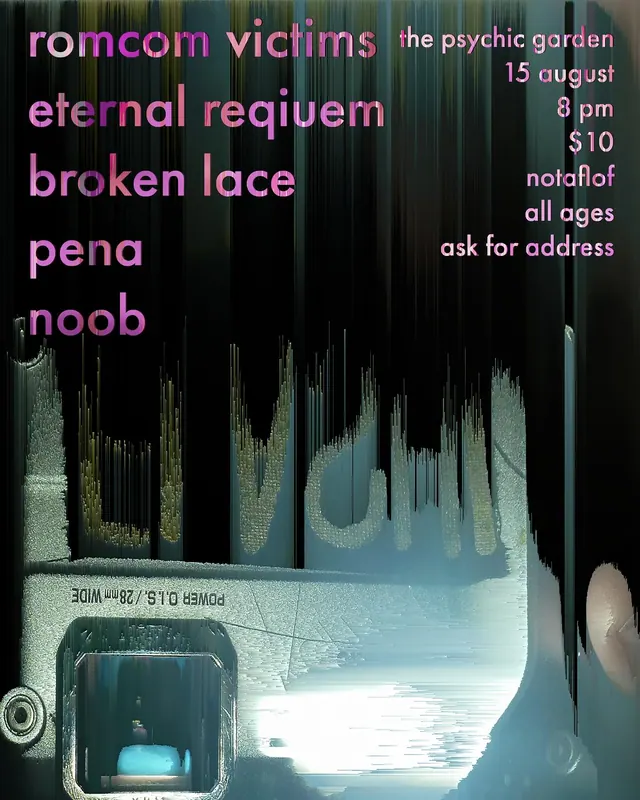 romcom victims
eternal reqiuem
broken lace
pena
noob
the psychic garden
15 august
8 pm
$10
notaflof
all ages
ask for address
POWER O.I.S. / 28mm WIDE